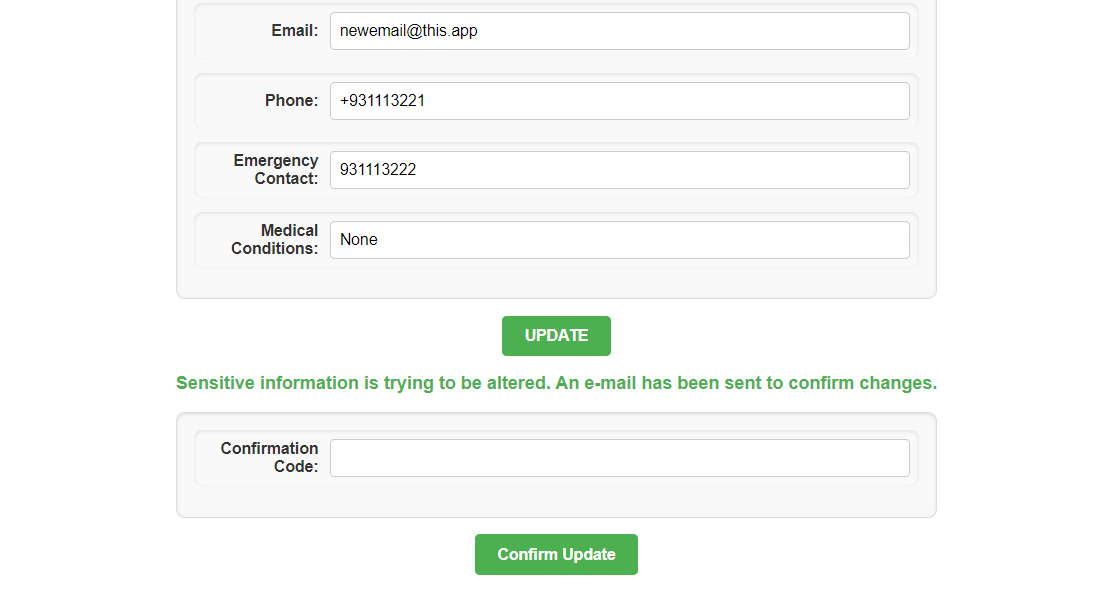 Email: newemail@this.app
Phone: +931113221
Emergency
Contact: 931113222
Medical
Conditions: None
UPDATE
Sensitive information is trying to be altered. An e-mail has been sent to confirm changes.
Confirmation
Code:
Confirm Update